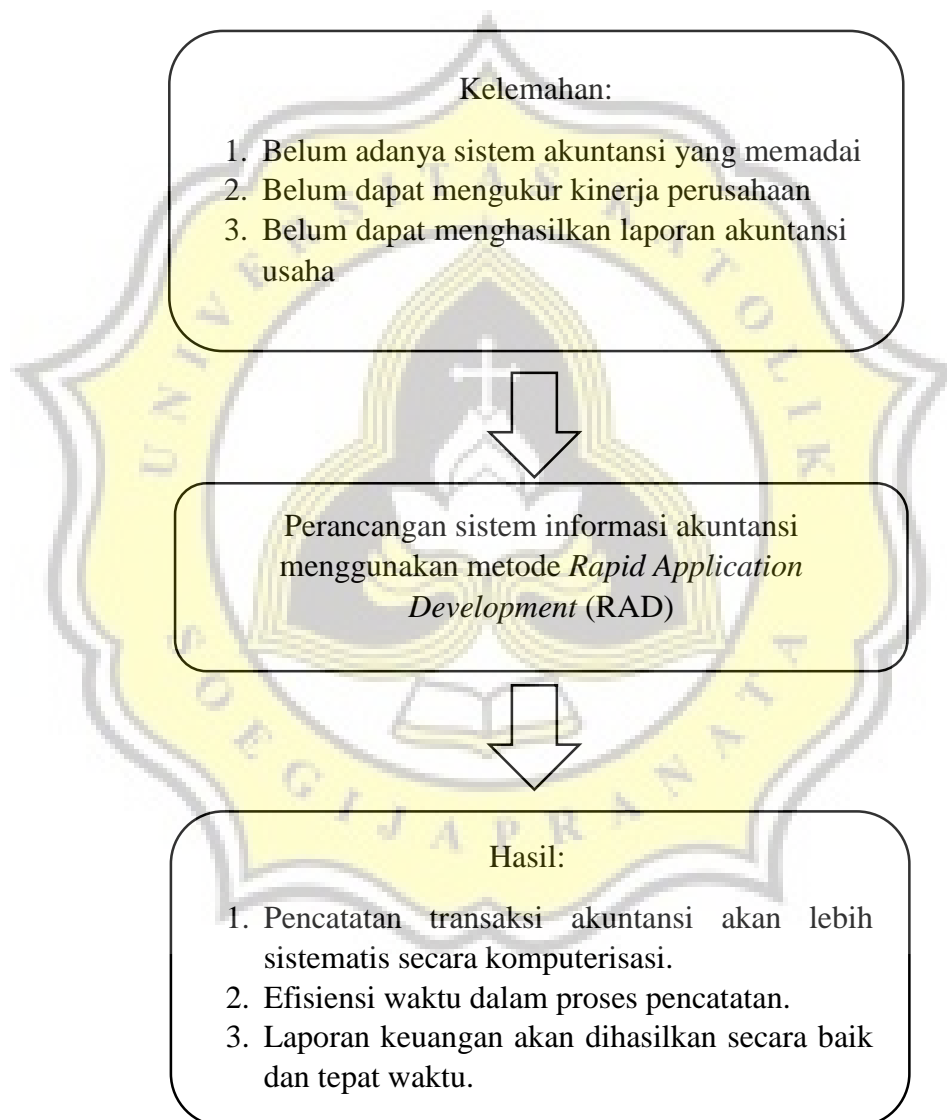 Kelemahan:
1. Belum adanya sistem akuntansi yang memadai
2. Belum dapat mengukur kinerja perusahaan
3. Belum dapat menghasilkan laporan akuntansi
usaha
Perancangan sistem informasi akuntansi
menggunakan metode Rapid Application
Development (RAD)
Hasil:
1. Pencatatan transaksi akuntansi akan lebih
sistematis secara komputerisasi.
2. Efisiensi waktu dalam proses pencatatan.
3. Laporan keuangan akan dihasilkan secara baik
dan tepat waktu.
UNIVERSITAS KATOLIK
SOEGIJAPRANATA